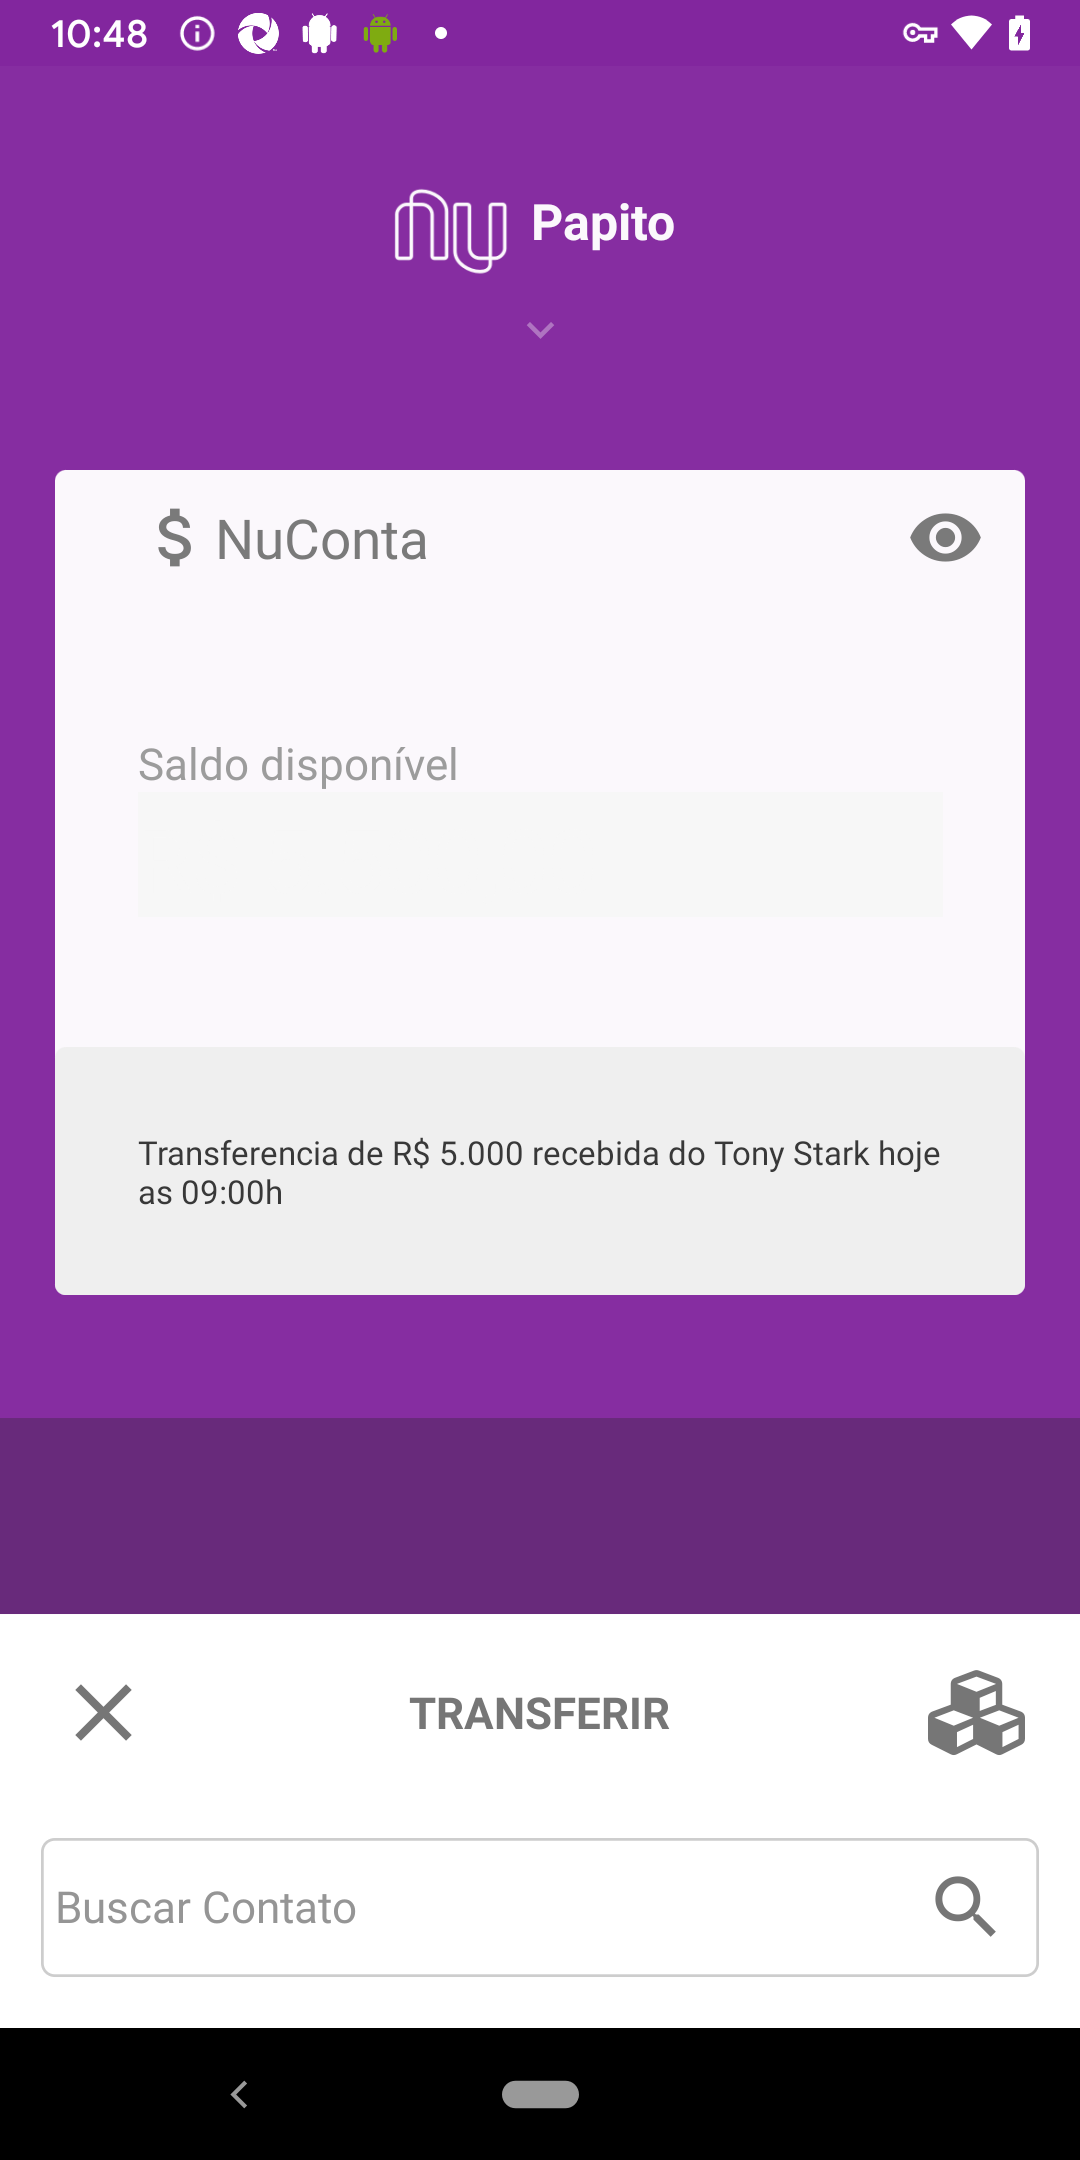 10:48
nu Papito
$ NuConta
Saldo disponível
Transferencia de R$ 5.000 recebida do Tony Stark hoje
as 09:00h
TRANSFERIR
Buscar Contato